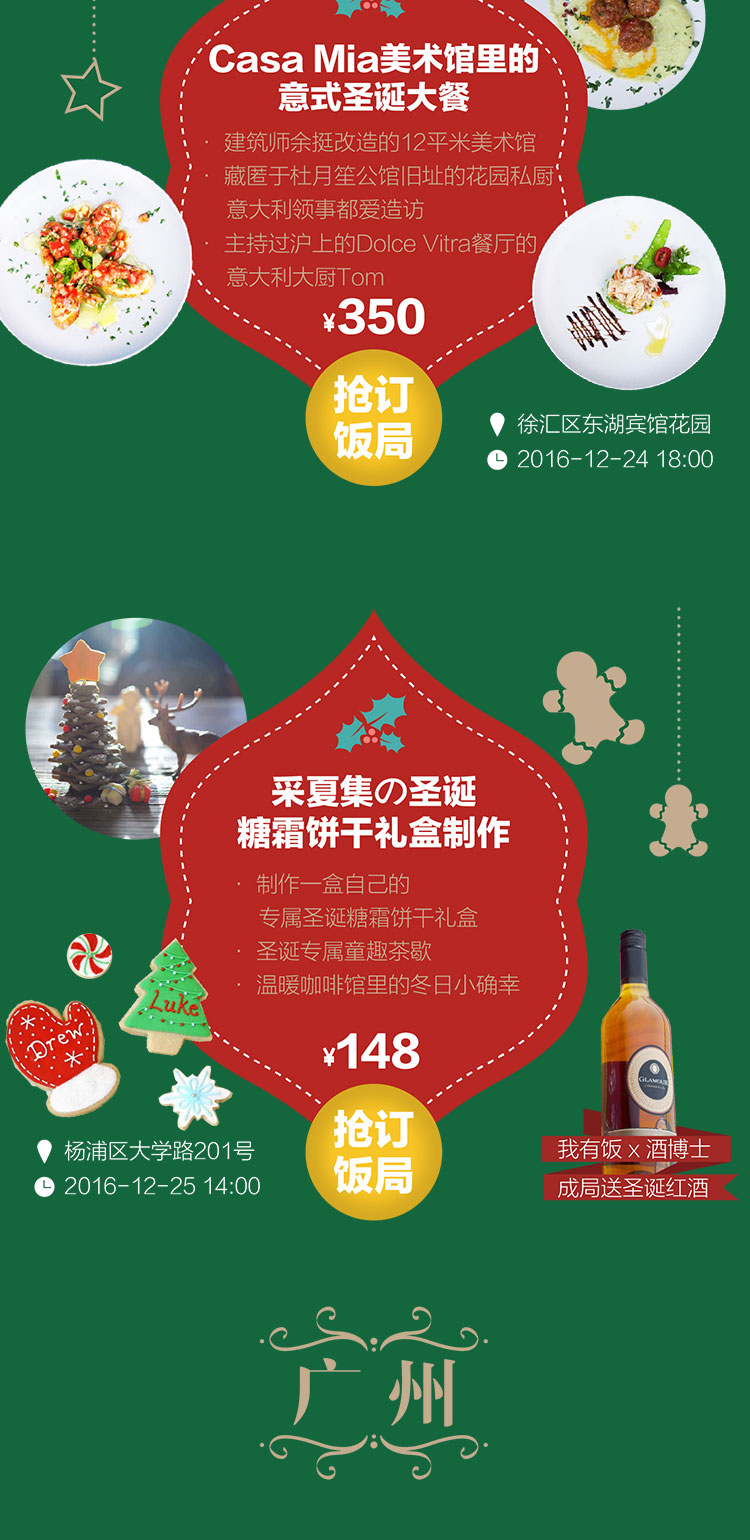 Casa Mia美术馆里的
意式圣诞大餐
· 建筑师余挺改造的12平米美术馆
· 藏匿于杜月笙公馆旧址的花园私厨
意大利领事都爱造访
· 主持过沪上的Dolce Vitra餐厅的
意大利大厨Tom
¥350
抢订
饭局
徐汇区东湖宾馆花园
2016-12-24 18:00
采夏集の圣诞
糖霜饼干礼盒制作
· 制作一盒自己的
专属圣诞糖霜饼干礼盒
· 圣诞专属童趣茶歇
· 温暖咖啡馆里的冬日小确幸
Luke
Drew
¥148
抢订
饭局
杨浦区大学路201号
2016-12-25 14:00
GLAMOUR
我有饭 x 酒博士
成局送圣诞红酒
广州